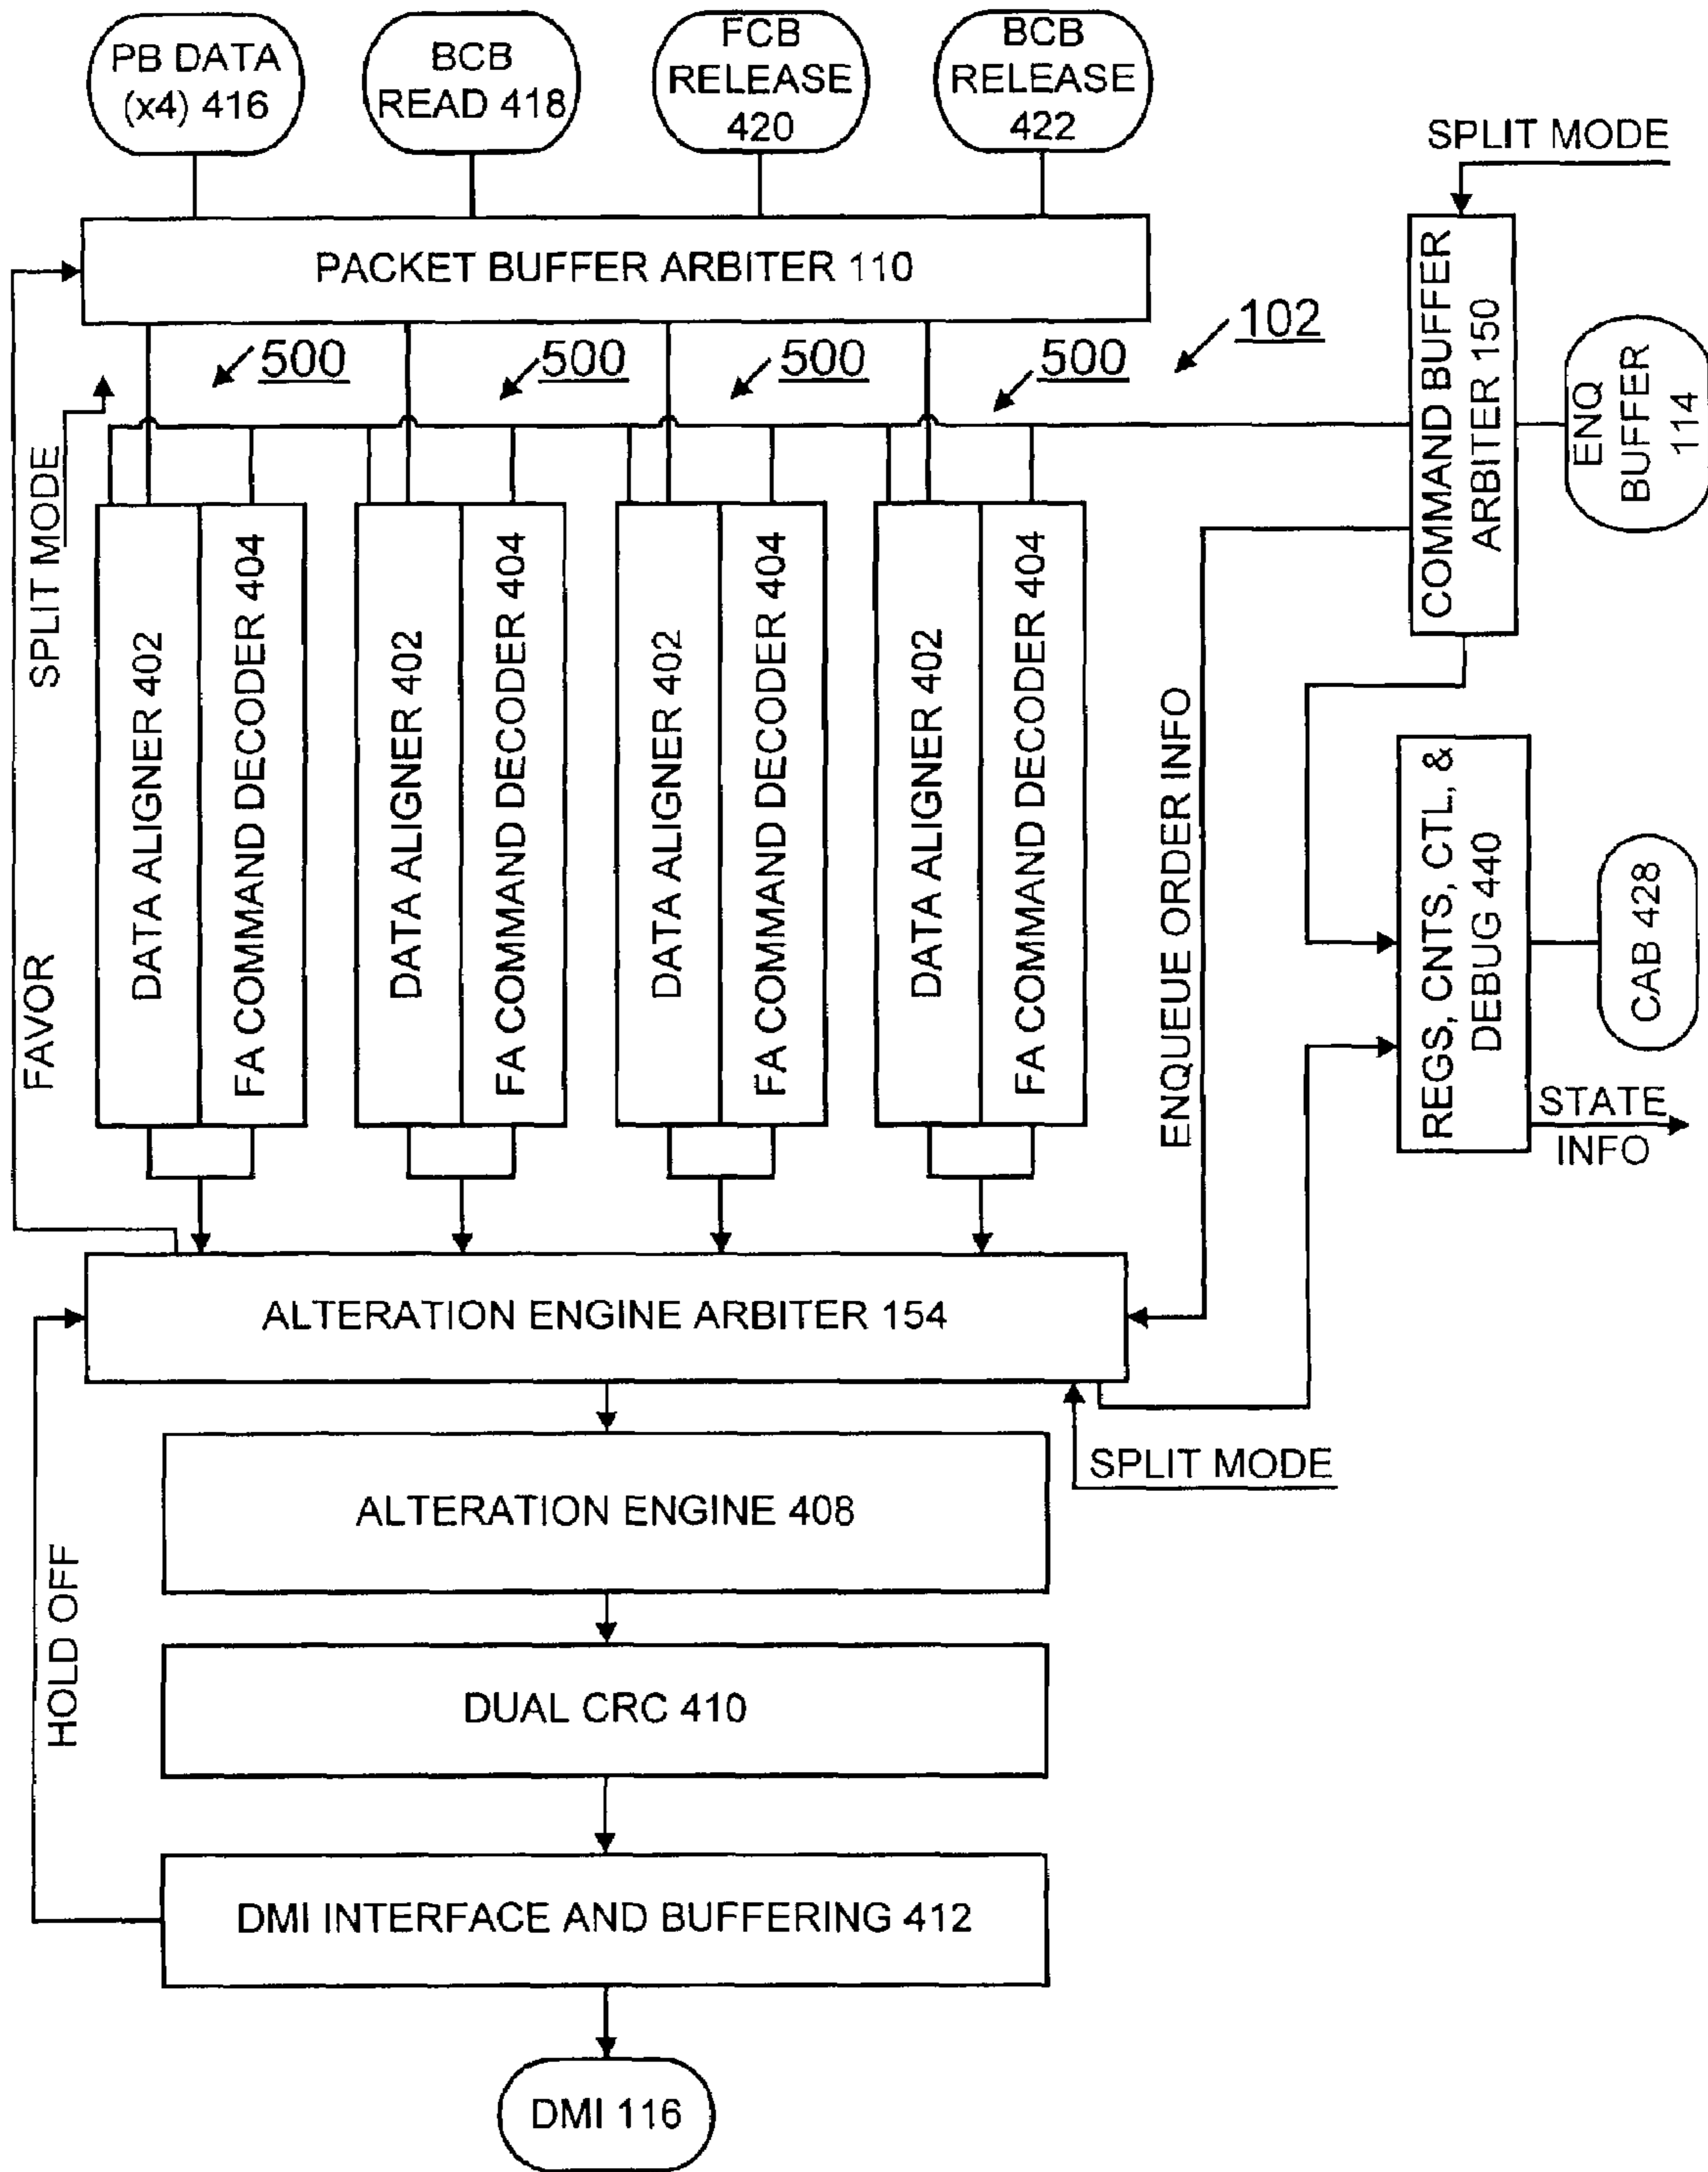 PB DATA
(x4) 416
BCB
READ 418
FCB
RELEASE
420
BCB
RELEASE
422
SPLIT MODE
PACKET BUFFER ARBITER 110
COMMAND BUFFER
ARBITER 150
ENQ
BUFFER
114
102
500
500
500
500
SPLIT MODE
FAVOR
DATA ALIGNER 402
FA COMMAND DECODER 404
DATA ALIGNER 402
FA COMMAND DECODER 404
DATA ALIGNER 402
FA COMMAND DECODER 404
DATA ALIGNER 402
FA COMMAND DECODER 404
ENQUEUE ORDER INFO
REGS, CNTS, CTL, &
DEBUG 440
CAB 428
STATE
INFO
ALTERATION ENGINE ARBITER 154
SPLIT MODE
ALTERATION ENGINE 408
HOLD OFF
DUAL CRC 410
DMI INTERFACE AND BUFFERING 412
DMI 116